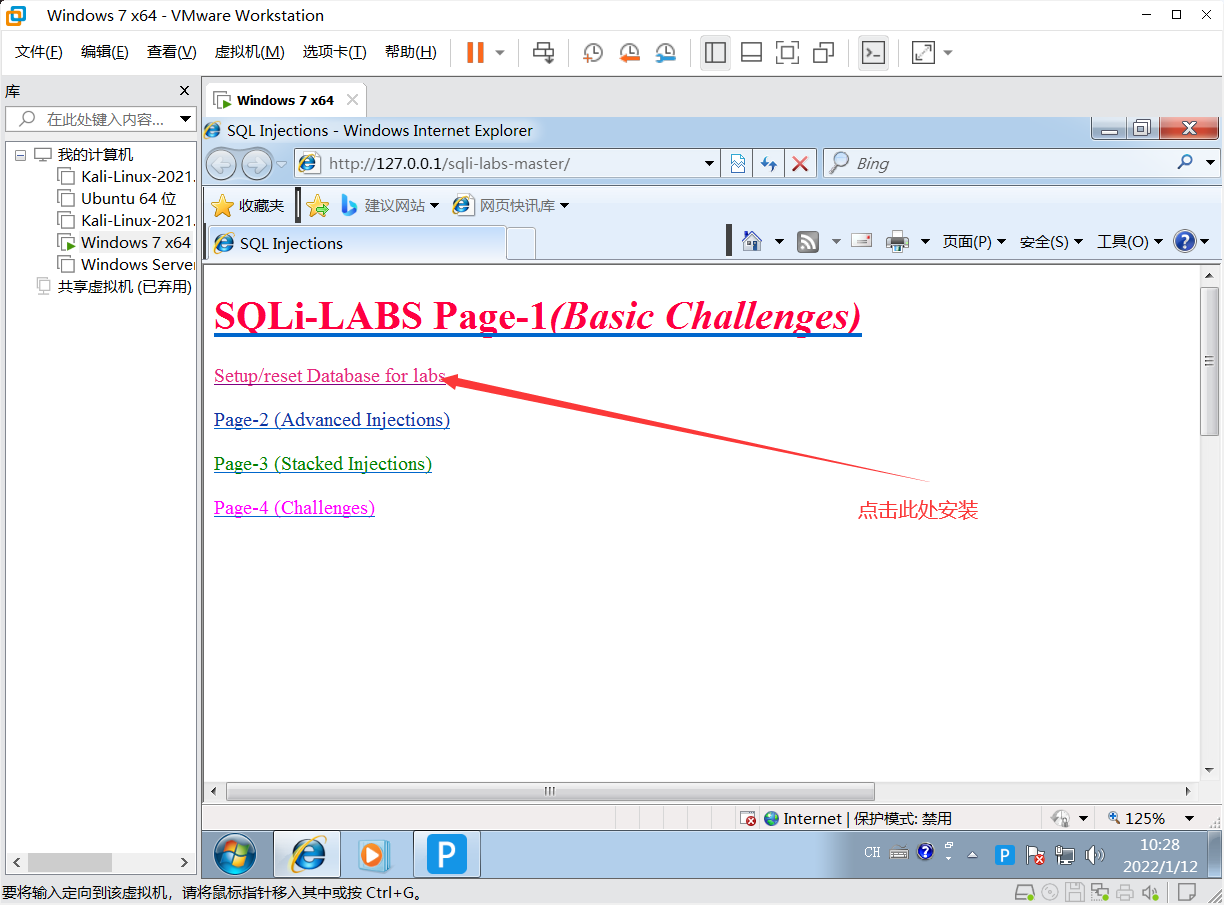 Windows 7 x64 - VMware Workstation
文件(F) 编辑(E) 查看(V) 虚拟机(M) 选项卡(T) 帮助(H)
库
在此处键入内容...
我的计算机
Kali-Linux-2021.
Ubuntu 64 位
Kali-Linux-2021.
Windows 7 x64
Windows Server
共享虚拟机 (已弃用)
Windows 7 x64
SQL Injections - Windows Internet Explorer
http://127.0.0.1/sqli-labs-master/
Bing
收藏夹 建议网站 网页快讯库
SQL Injections
页面(P) 安全(S) 工具(O)
SQLi-LABS Page-1(Basic Challenges)
Setup/reset Database for labs
Page-2 (Advanced Injections)
Page-3 (Stacked Injections)
Page-4 (Challenges)
点击此处安装
Internet | 保护模式: 禁用
125%
P
CH
P
10:28
2022/1/12
要将输入定向到该虚拟机，请将鼠标指针移入其中或按 Ctrl+G。